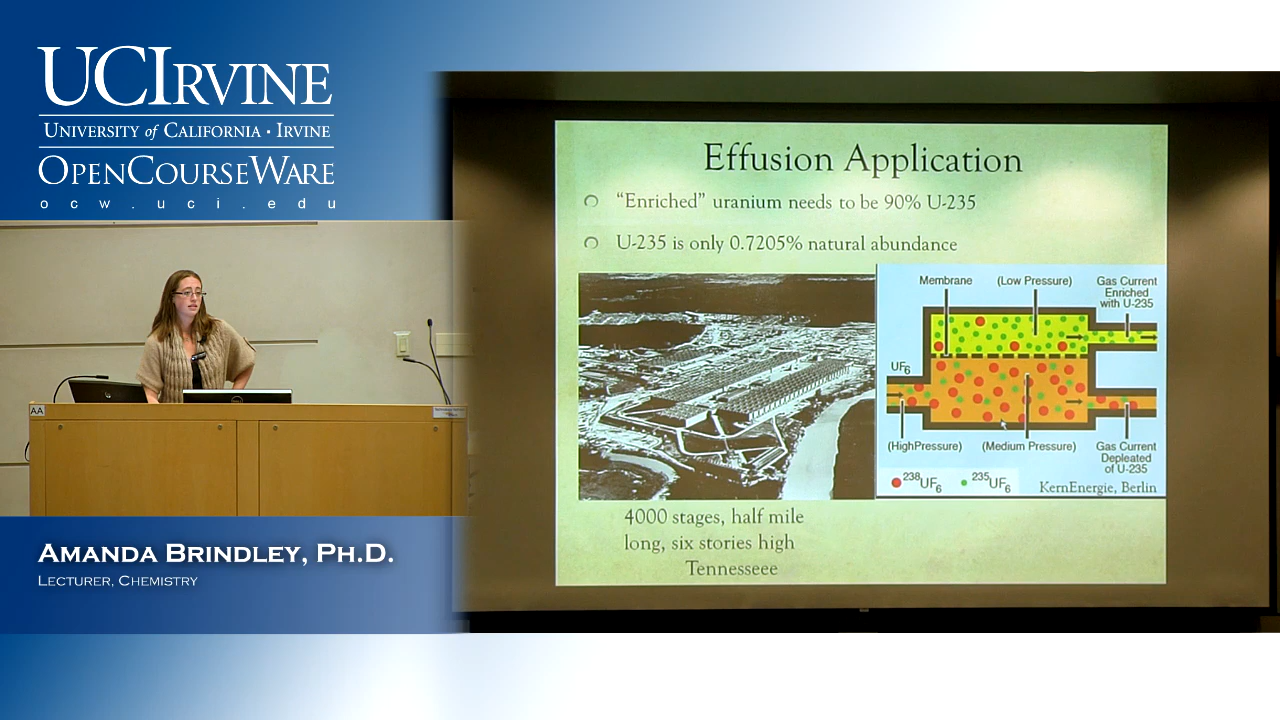 UCIRVINE
UNIVERSITY of CALIFORNIA · IRVINE
OPENCOURSEWARE
ocw.uci.edu
Effusion Application
"Enriched" uranium needs to be 90% U-235
U-235 is only 0.7205% natural abundance
Membrane
(Low Pressure)
Gas Current
Enriched
with U-235
UF6
(HighPressure)
(Medium Pressure)
Gas Current
Depleated
of U-235
238UF6
235UF6
KernEnergie, Berlin
4000 stages, half mile
long, six stories high
Tennesseee
AA
DELL
AMANDA BRINDLEY, PH.D.
LECTURER, CHEMISTRY